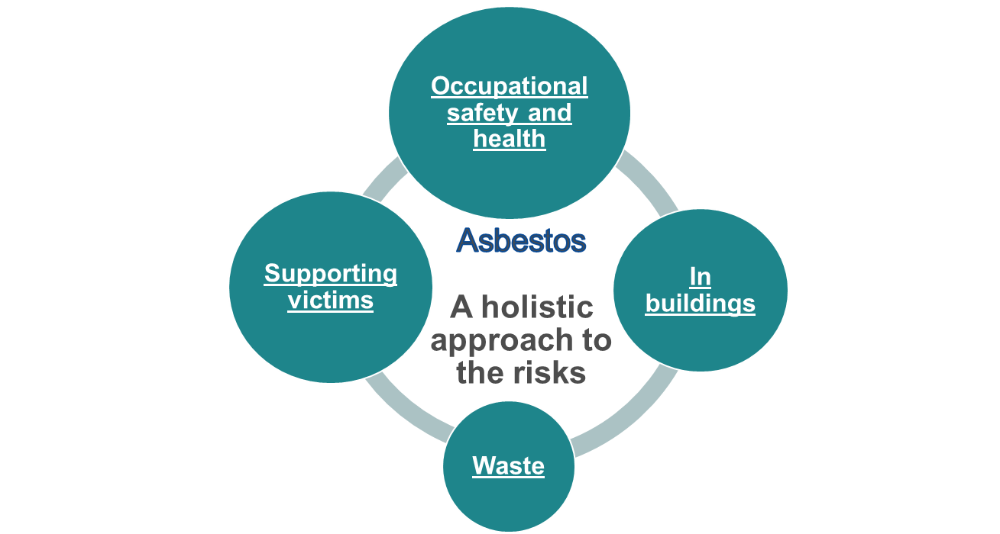 Occupational
safety and
health
Asbestos
Supporting
victims
In
buildings
A holistic
approach to
the risks
Waste